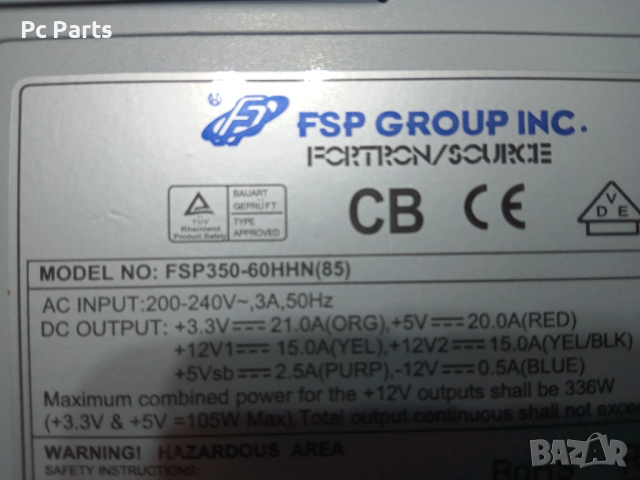 Pc Parts
FSP GROUP INC.
FORTRON/SOURCE
TÜV
Rheinland
Product Safety
BAUART
GEPRÜFT
TYPE
APPROVED
CB CE
V
D E
MODEL NO: FSP350-60HHN(85)
AC INPUT:200-240V~,3A,50Hz
DC OUTPUT: +3.3V⎓21.0A(ORG),+5V⎓20.0A(RED)
+12V1⎓15.0A(YEL),+12V2⎓15.0A(YEL/BLK)
+5Vsb⎓2.5A(PURP),-12V⎓0.5A(BLUE)
Maximum combined power for the +12V outputs shall be 336W
(+3.3V & +5V =105W Max),Total output continuous shall not excee
WARNING! HAZARDOUS AREA
SAFETY INSTRUCTIONS:
RoHS
BAZAR